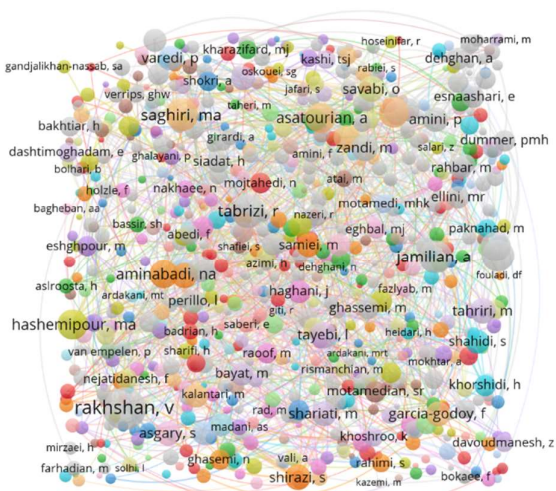 hoseinifar, r
moharrami, m
varedi, p
kharazifard, mj
kashi, tsj
dehghan, a
gandjalikhan-nassab, sa
oskouei, sg
rabiei, s
shokri, a
jafari, s
savabi, o
verrips, ghw
esnaashari, e
taheri, m
saghiri, ma
asatourian, a
amini, p
bakhtiar, h
girardi, a
dummer, pmh
dashtimoghadam, e
ghalayani, p
siadat, h
amini, f
zandi, m
salari, z
bolhari, b
rahbar, m
holzle, f
nakhaee, n
mojtahedi, n
atai, m
ellini, mr
bagheban, aa
tabrizi, r
motamedi, mhk
bassir, sh
nazeri, r
paknahad, m
abedi, f
eghbal, mj
eshghpour, m
shafiei, s
samiei, m
jamilian, a
azimi, h
dehghani, n
aminabadi, na
fouladi, df
aslroosta, h
ardakani, mt
haghani, j
fazlyab, m
perillo, l
ghassemi, m
giti, r
tahriri, m
hashemipour, ma
saberi, e
badrian, h
tayebi, l
heidari, h
shahidi, s
van empelen, p
sharifi, h
raoof, m
ardakani, mrt
mokhtar, a
rismanchian, m
nejatidanesh, f
bayat, m
khorshidi, h
kalantari, m
motamedian, sr
rakhshan, v
rad, m
shariati, m
garcia-godoy, f
madani, as
asgary, s
khoshroo, k
davoudmanesh, z
mirzaei, h
vali, a
ghasemi, n
rahimi, s
farhadian, m
solhi, l
shirazi, s
bokaee, f
kazemi, m